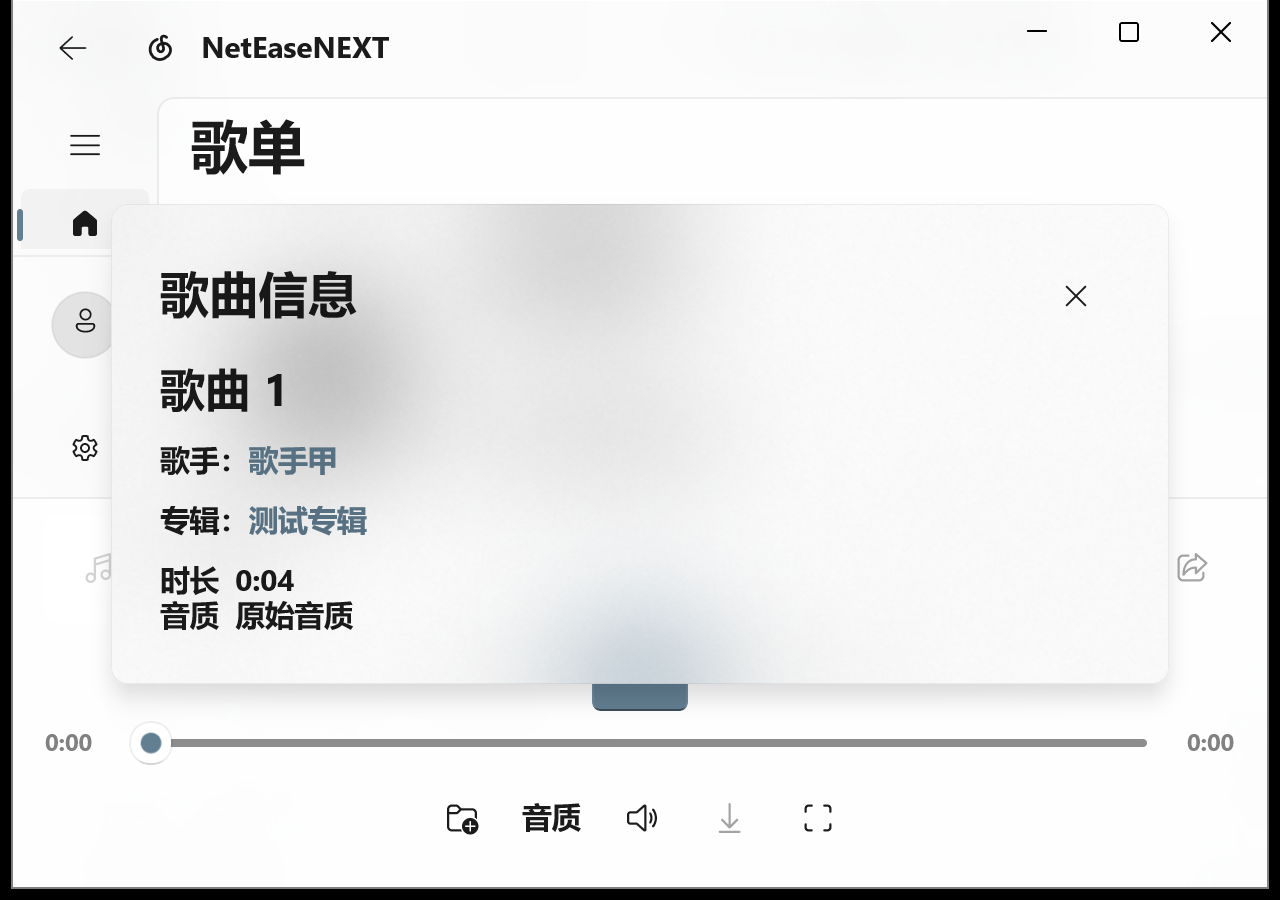 NetEaseNEXT
歌单
歌曲信息
歌曲 1
歌手：歌手甲
专辑：测试专辑
时长 0:04
音质 原始音质
0:00
0:00
音质